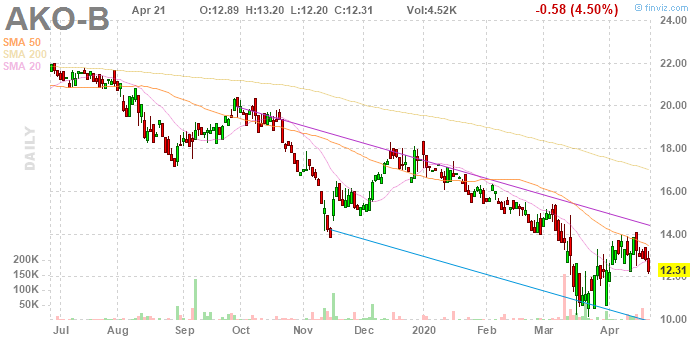 AKO-B
Apr 21 O:12.89 H:13.20 L:12.20 C:12.31 Vol:4.52K -0.58 (4.50%)
© finviz.com
SMA 50
SMA 200
SMA 20
DAILY
24.00
22.00
20.00
18.00
16.00
14.00
12.31
12.00
10.00
200K
150K
100K
50K
Jul Aug Sep Oct Nov Dec 2020 Feb Mar Apr